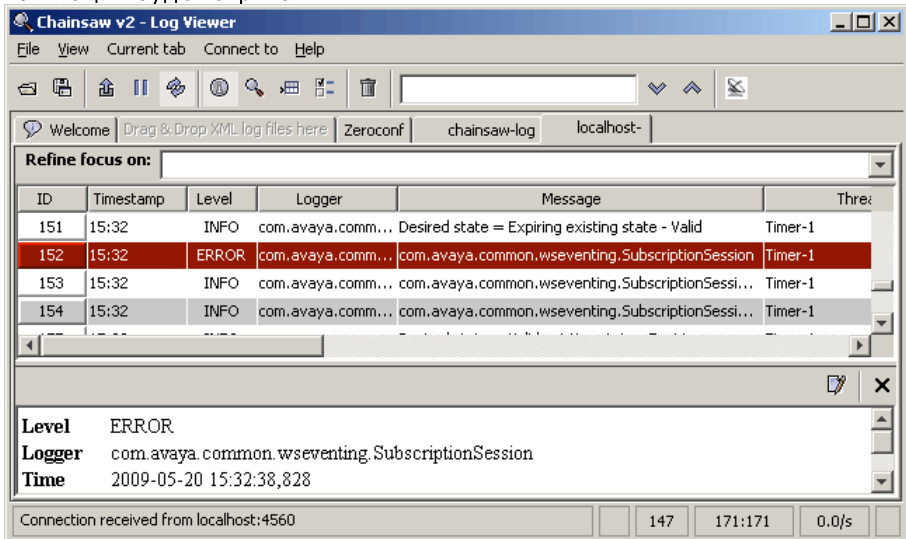 Chainsaw v2 - Log Viewer
File View Current tab Connect to Help
Welcome Drag & Drop XML log files here Zeroconf chainsaw-log localhost-
Refine focus on:
ID Timestamp Level Logger Message Threa
151 15:32 INFO com.avaya.comm... Desired state = Expiring existing state - Valid Timer-1
152 15:32 ERROR com.avaya.comm... com.avaya.common.wseventing.SubscriptionSession Timer-1
153 15:32 INFO com.avaya.comm... com.avaya.common.wseventing.SubscriptionSessi... Timer-1
154 15:32 INFO com.avaya.comm... com.avaya.common.wseventing.SubscriptionSessi... Timer-1
Level ERROR
Logger com.avaya.common.wseventing.SubscriptionSession
Time 2009-05-20 15:32:38,828
Connection received from localhost:4560 147 171:171 0.0/s